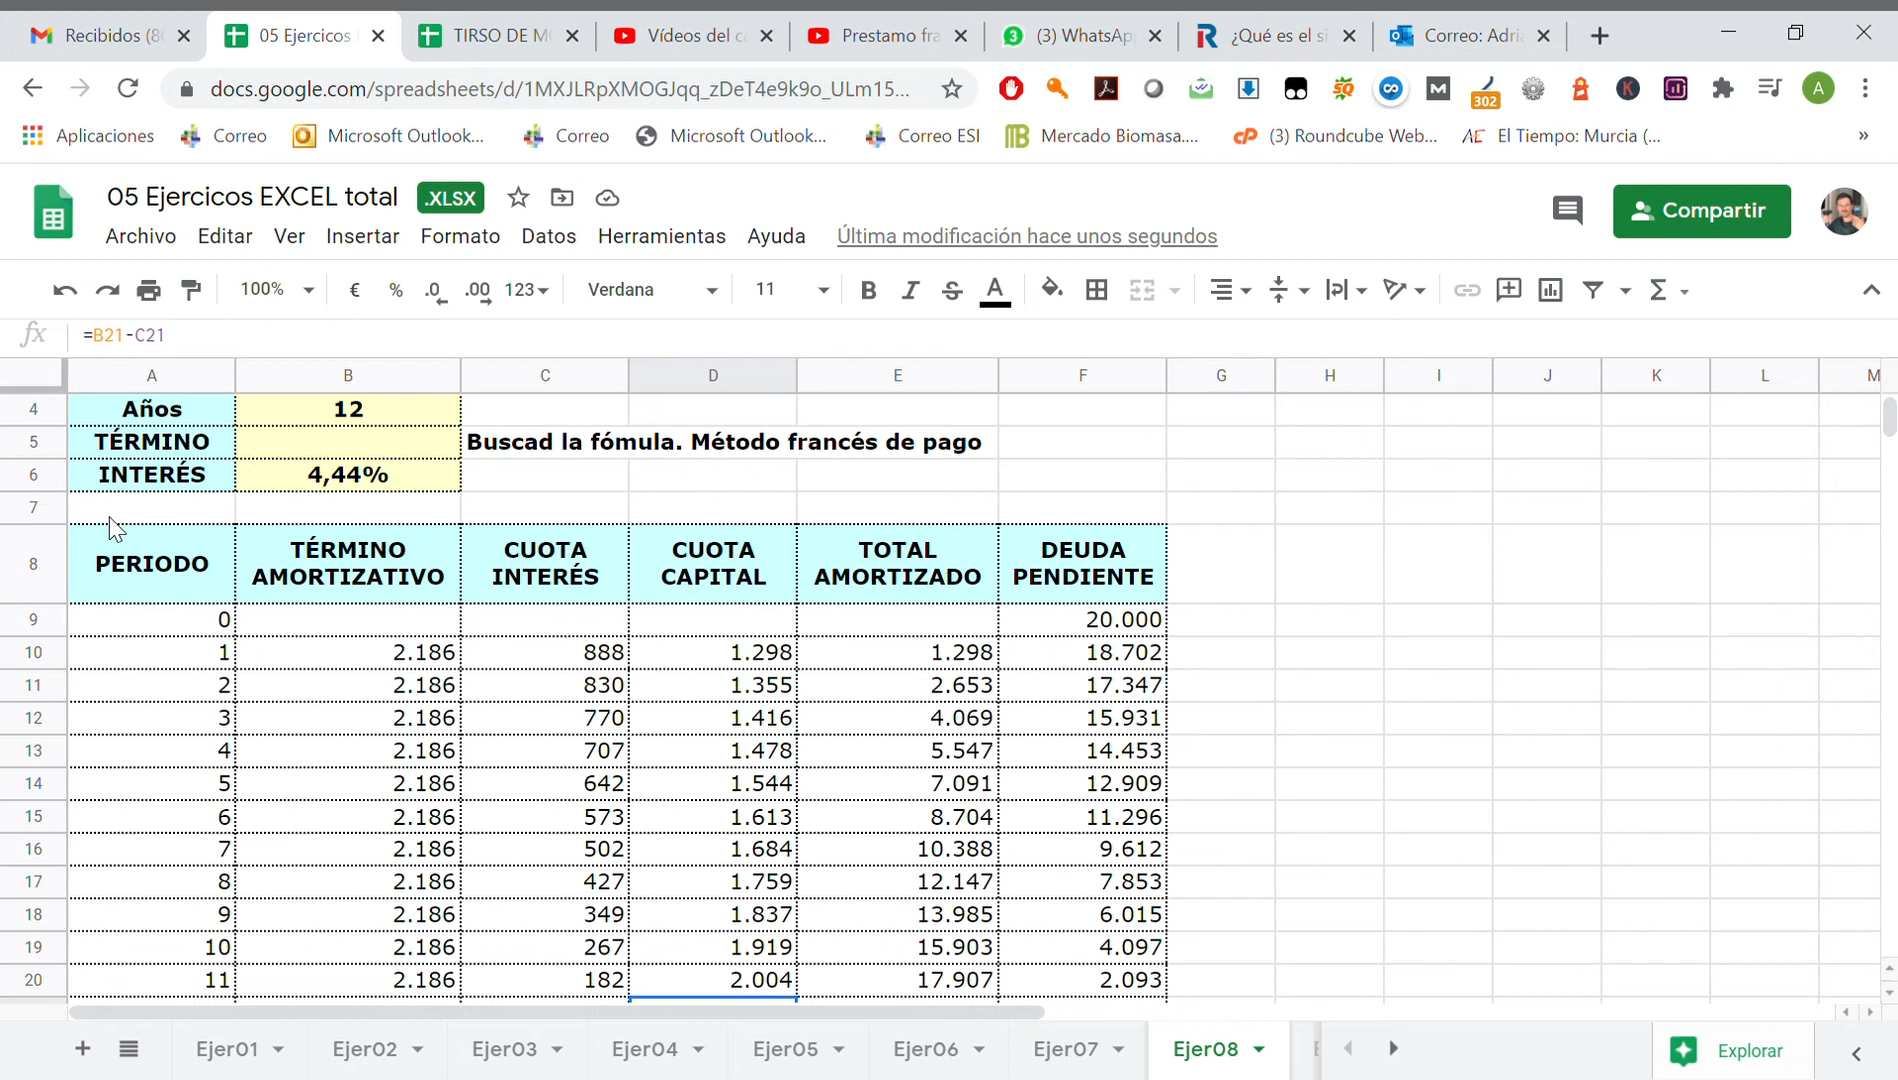 Recibidos (80
05 Ejercicos
TIRSO DE MO
Vídeos del ca
Prestamo fra
(3) WhatsApp
¿Qué es el si
Correo: Adria
docs.google.com/spreadsheets/d/1MXJLRpXMOGJqq_zDeT4e9k9o_ULm15...
302
A
Aplicaciones
Correo
Microsoft Outlook...
Correo
Microsoft Outlook...
Correo ESI
Mercado Biomasa....
(3) Roundcube Web...
El Tiempo: Murcia (...
»
05 Ejercicos EXCEL total
.XLSX
Compartir
Archivo Editar Ver Insertar Formato Datos Herramientas Ayuda Última modificación hace unos segundos
100% € % .0 .00 123 Verdana 11 B I S A Σ
fx =B21-C21
A B C D E F G H I J K L M
4 Años 12
5 TÉRMINO Buscad la fómula. Método francés de pago
6 INTERÉS 4,44%
7
8 PERIODO TÉRMINO AMORTIZATIVO CUOTA INTERÉS CUOTA CAPITAL TOTAL AMORTIZADO DEUDA PENDIENTE
9 0 20.000
10 1 2.186 888 1.298 1.298 18.702
11 2 2.186 830 1.355 2.653 17.347
12 3 2.186 770 1.416 4.069 15.931
13 4 2.186 707 1.478 5.547 14.453
14 5 2.186 642 1.544 7.091 12.909
15 6 2.186 573 1.613 8.704 11.296
16 7 2.186 502 1.684 10.388 9.612
17 8 2.186 427 1.759 12.147 7.853
18 9 2.186 349 1.837 13.985 6.015
19 10 2.186 267 1.919 15.903 4.097
20 11 2.186 182 2.004 17.907 2.093
Ejer01 Ejer02 Ejer03 Ejer04 Ejer05 Ejer06 Ejer07 Ejer08
Explorar